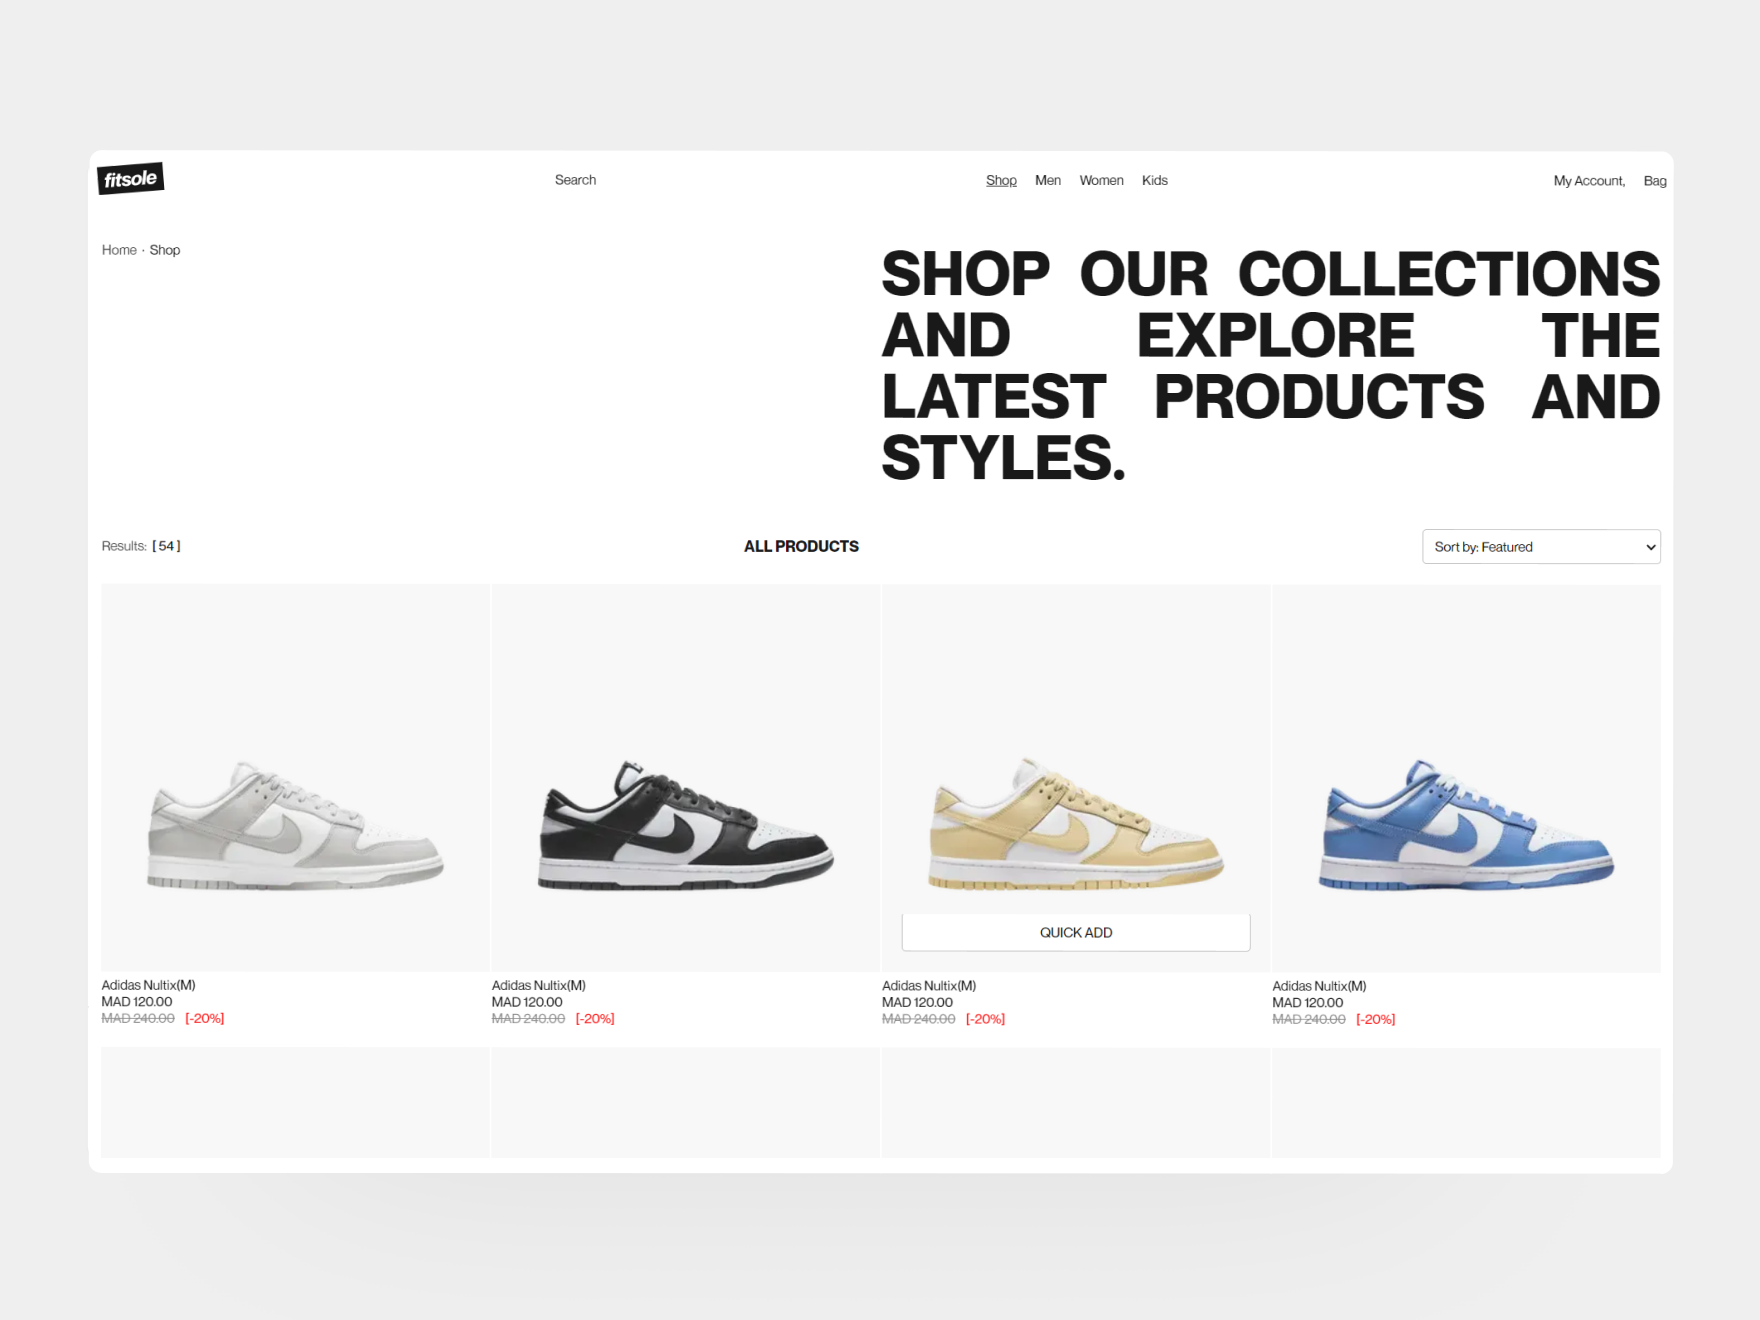 fitsole
Search
Shop Men Women Kids
My Account, Bag
Home · Shop
SHOP OUR COLLECTIONS
AND EXPLORE THE
LATEST PRODUCTS AND
STYLES.
Results: [ 54 ]
ALL PRODUCTS
Sort by: Featured
QUICK ADD
Adidas Nultix(M)
MAD 120.00
MAD 240.00 [-20%]
Adidas Nultix(M)
MAD 120.00
MAD 240.00 [-20%]
Adidas Nultix(M)
MAD 120.00
MAD 240.00 [-20%]
Adidas Nultix(M)
MAD 120.00
MAD 240.00 [-20%]